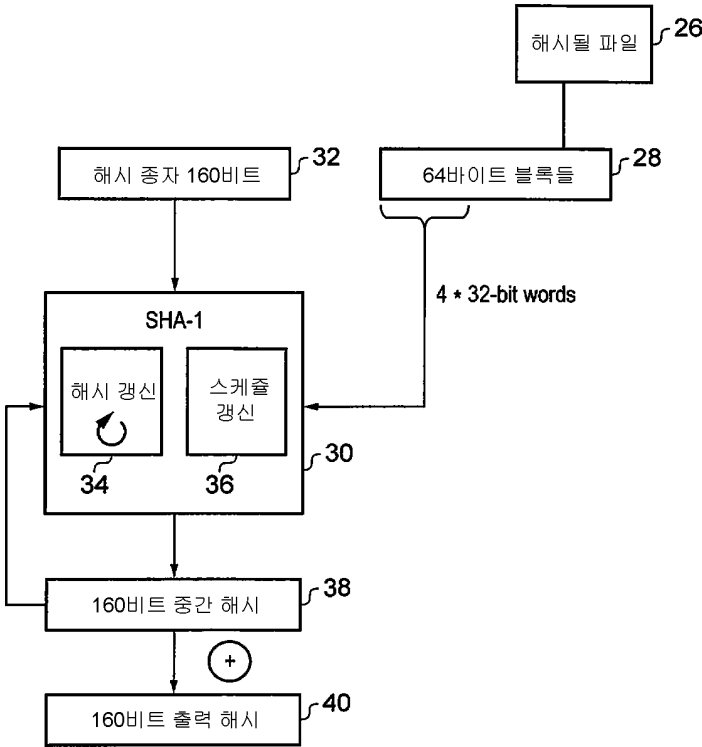 해시될 파일
26
해시 종자 160비트
32
64바이트 블록들
28
4 * 32-bit words
SHA-1
해시 갱신
34
스케쥴
갱신
36
30
160비트 중간 해시
38
+
160비트 출력 해시
40